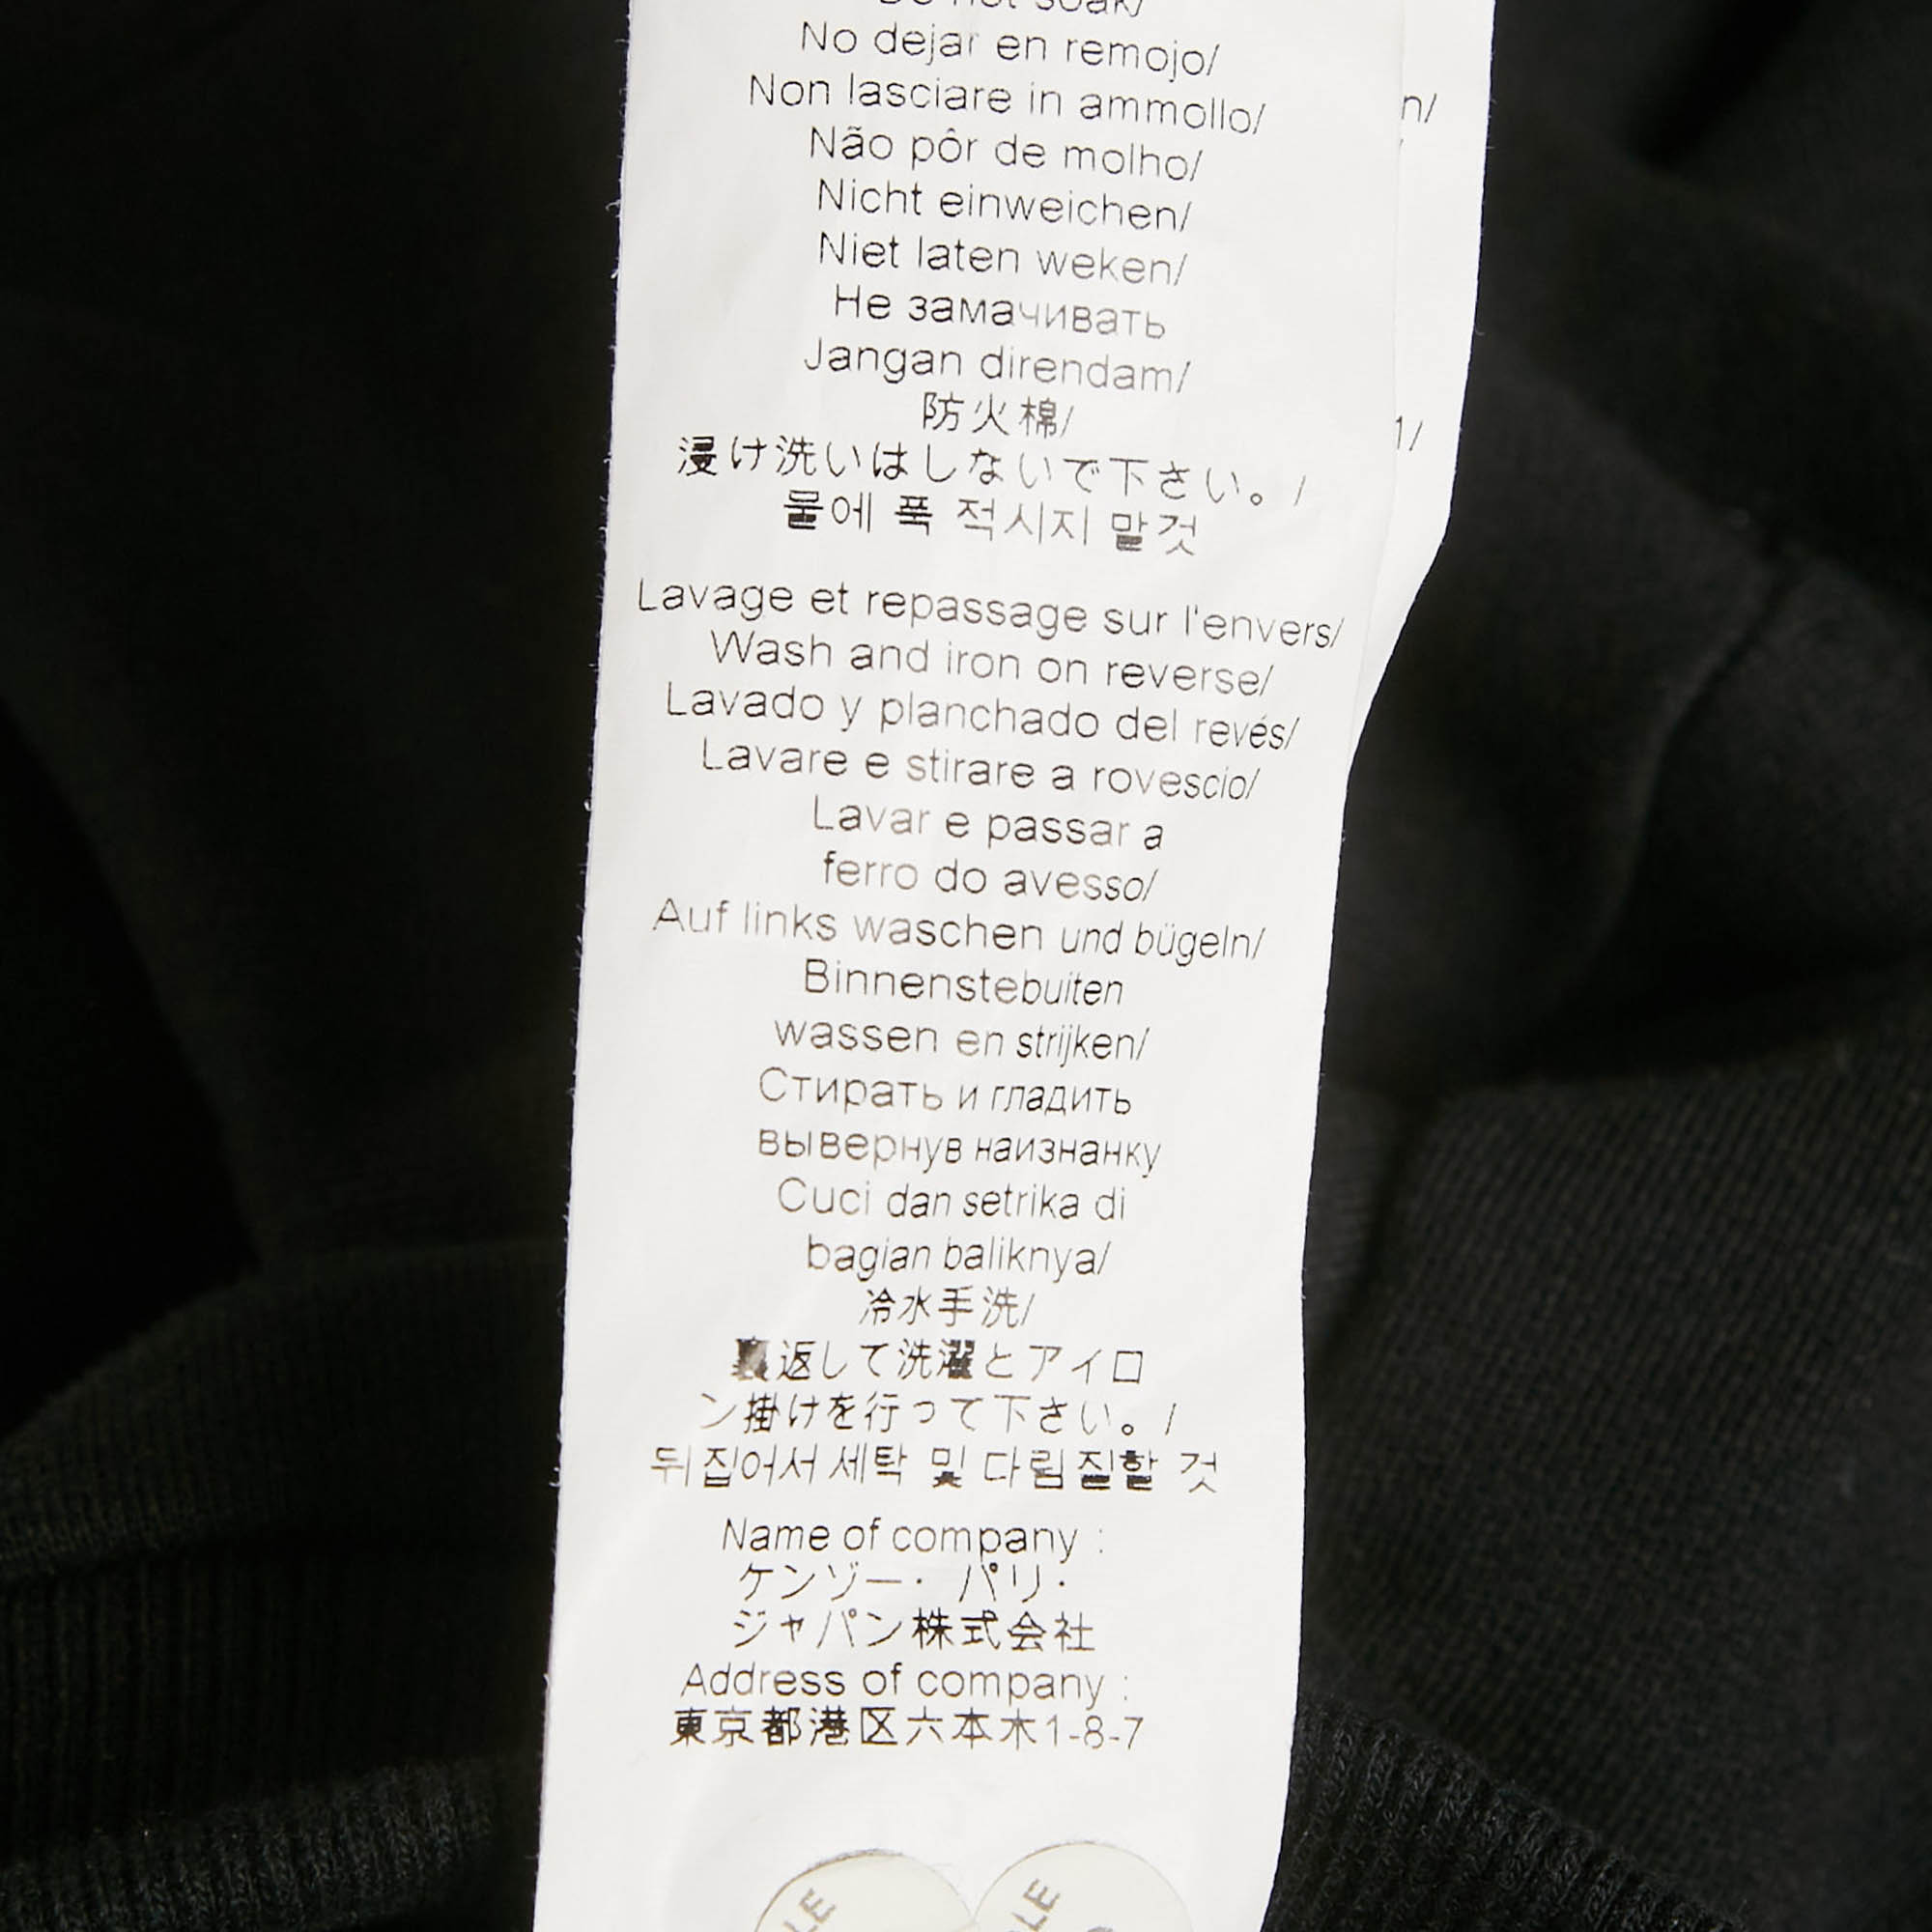 Do not soak/
No dejar en remojo/
Non lasciare in ammollo/
Não pôr de molho/
Nicht einweichen/
Niet laten weken/
Не замачивать
Jangan direndam/
防火棉/
浸け洗いはしないで下さい。/
물에 푹 적시지 말것
n/
1/
Lavage et repassage sur l'envers/
Wash and iron on reverse/
Lavado y planchado del revés/
Lavare e stirare a rovescio/
Lavar e passar a
ferro do avesso/
Auf links waschen und bügeln/
Binnenstebuiten
wassen en strijken/
Стирать и гладить
вывернув наизнанку
Cuci dan setrika di
bagian baliknya/
冷水手洗/
裏返して洗濯とアイロ
ン掛けを行って下さい。/
뒤집어서 세탁 및 다림질할 것
Name of company :
ケンゾー・ パリ・
ジャパン株式会社
Address of company :
東京都港区六本木1-8-7